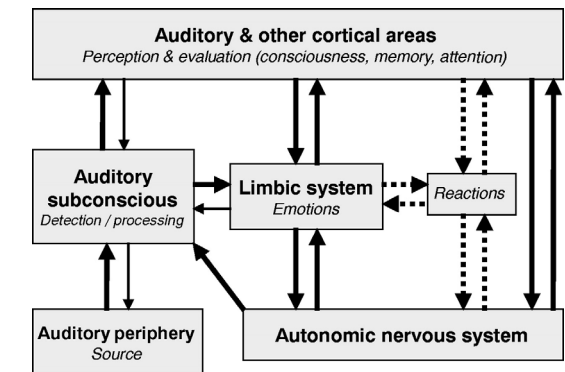 Auditory & other cortical areas
Perception & evaluation (consciousness, memory, attention)
Auditory
subconscious
Detection / processing
Limbic system
Emotions
Reactions
Auditory periphery
Source
Autonomic nervous system